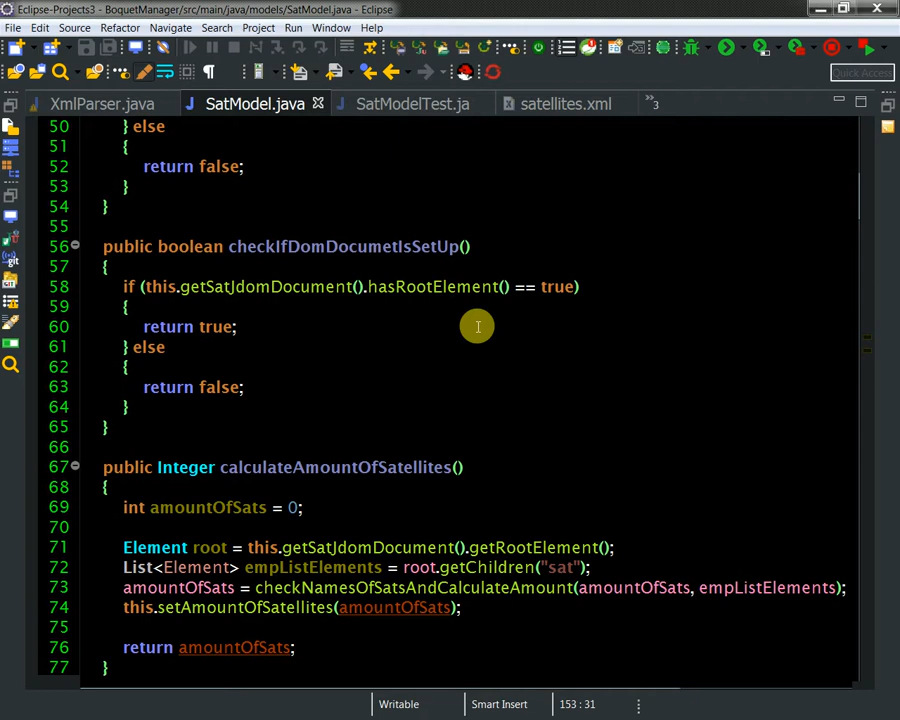 Eclipse-Projects3 - BoquetManager/src/main/java/models/SatModel.java - Eclipse
File Edit Source Refactor Navigate Search Project Run Window Help
Quick Access
XmlParser.java SatModel.java SatModelTest.ja satellites.xml 3
50 } else
51 {
52 return false;
53 }
54 }
55
56 public boolean checkIfDomDocumetIsSetUp()
57 {
58 if (this.getSatJdomDocument().hasRootElement() == true)
59 {
60 return true;
61 } else
62 {
63 return false;
64 }
65 }
66
67 public Integer calculateAmountOfSatellites()
68 {
69 int amountOfSats = 0;
70
71 Element root = this.getSatJdomDocument().getRootElement();
72 List<Element> empListElements = root.getChildren("sat");
73 amountOfSats = checkNamesOfSatsAndCalculateAmount(amountOfSats, empListElements);
74 this.setAmountOfSatellites(amountOfSats);
75
76 return amountOfSats;
77 }
Writable Smart Insert 153 : 31